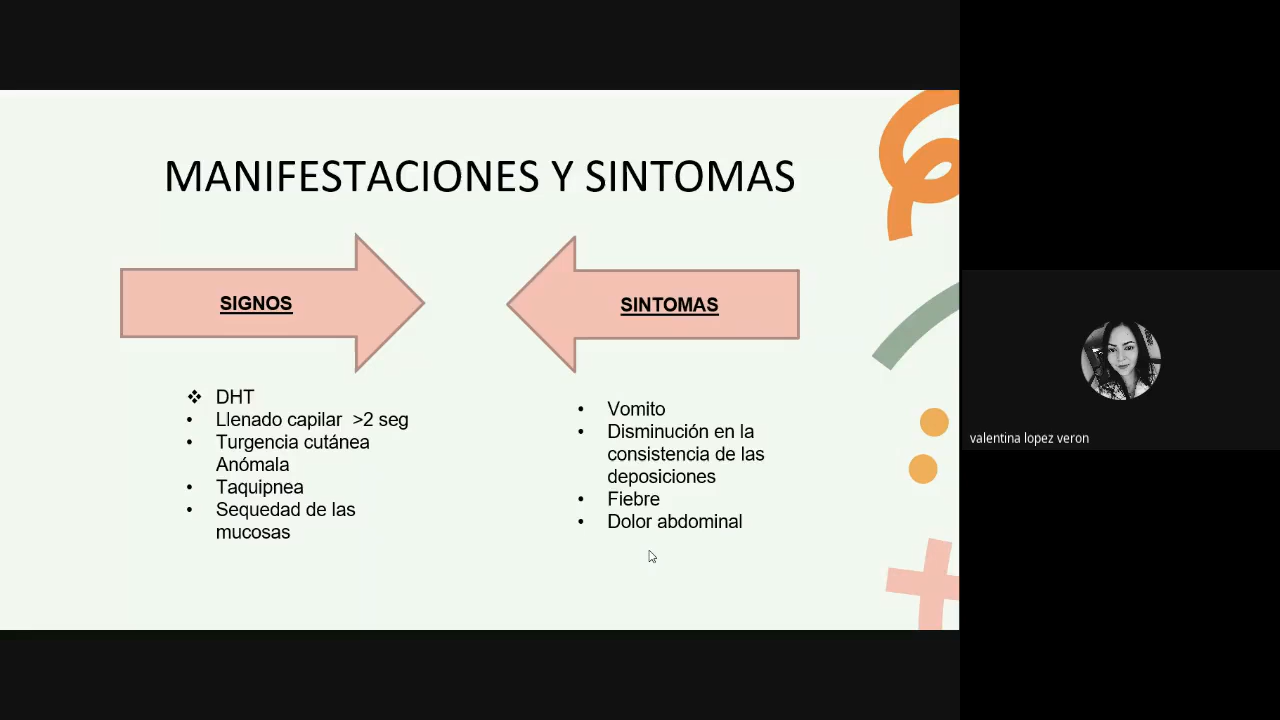 MANIFESTACIONES Y SINTOMAS
SIGNOS
❖ DHT
• Llenado capilar >2 seg
• Turgencia cutánea
Anómala
• Taquipnea
• Sequedad de las
mucosas
SINTOMAS
• Vomito
• Disminución en la
consistencia de las
deposiciones
• Fiebre
• Dolor abdominal
valentina lopez veron